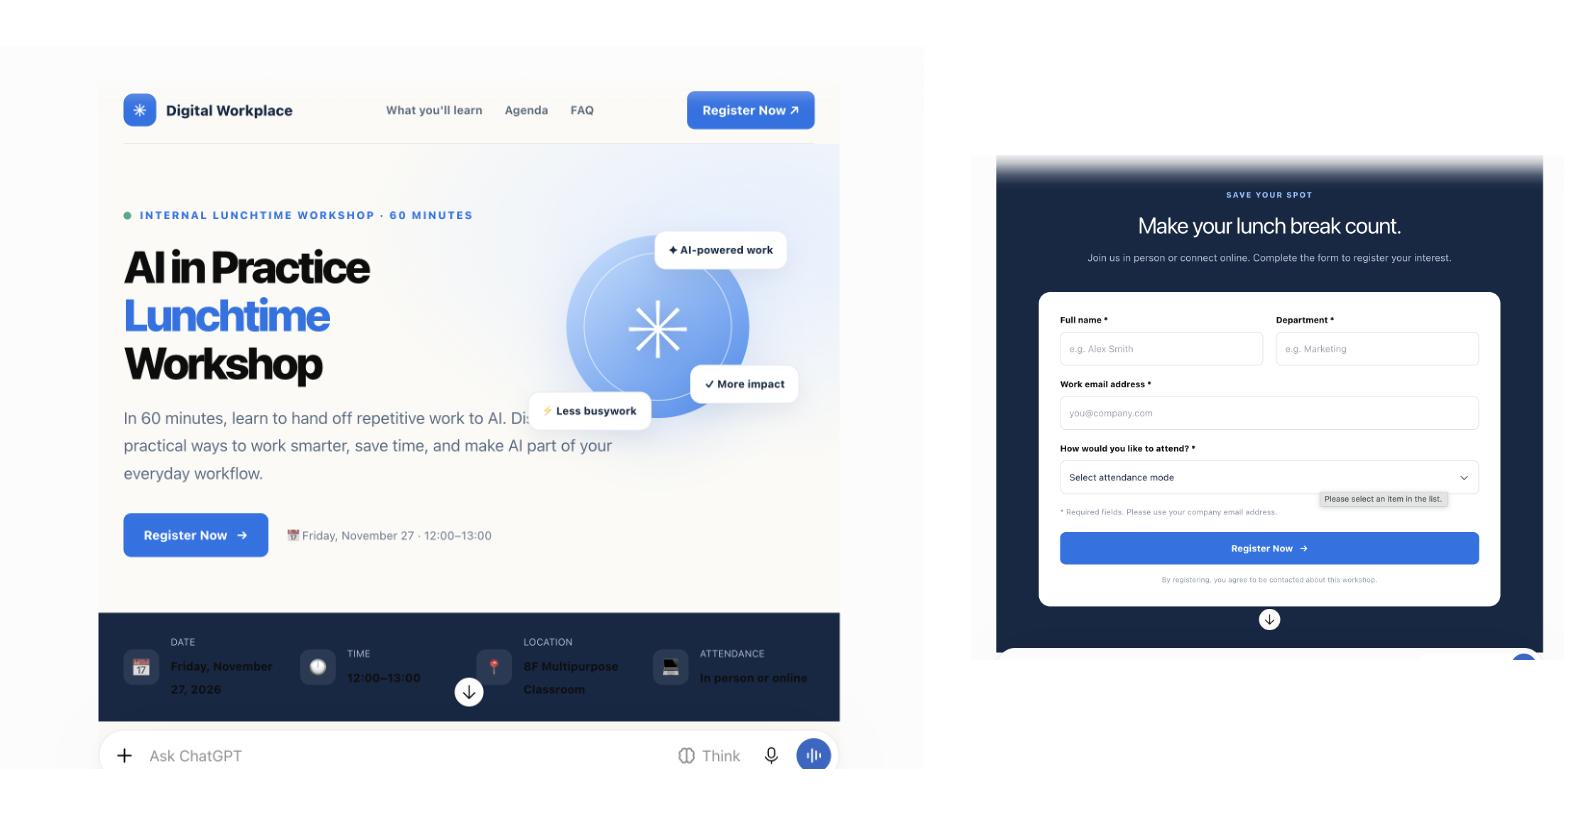 Digital Workplace
What you'll learn
Agenda
FAQ
Register Now ↗
INTERNAL LUNCHTIME WORKSHOP · 60 MINUTES
AI in Practice
Lunchtime
Workshop
In 60 minutes, learn to hand off repetitive work to AI.
practical ways to work smarter, save time, and make AI part of your
everyday workflow.
✦ AI-powered work
✓ More impact
⚡ Less busywork
Register Now →
📅 Friday, November 27 · 12:00–13:00
17
DATE
Friday, November
27, 2026
TIME
12:00–13:00
LOCATION
8F Multipurpose
Classroom
ATTENDANCE
In person or online
Ask ChatGPT
Think
SAVE YOUR SPOT
Make your lunch break count.
Join us in person or connect online. Complete the form to register your interest.
Full name *
Department *
e.g. Alex Smith
e.g. Marketing
Work email address *
you@company.com
How would you like to attend? *
Select attendance mode
Please select an item in the list.
* Required fields. Please use your company email address.
Register Now →
By registering, you agree to be contacted about this workshop.